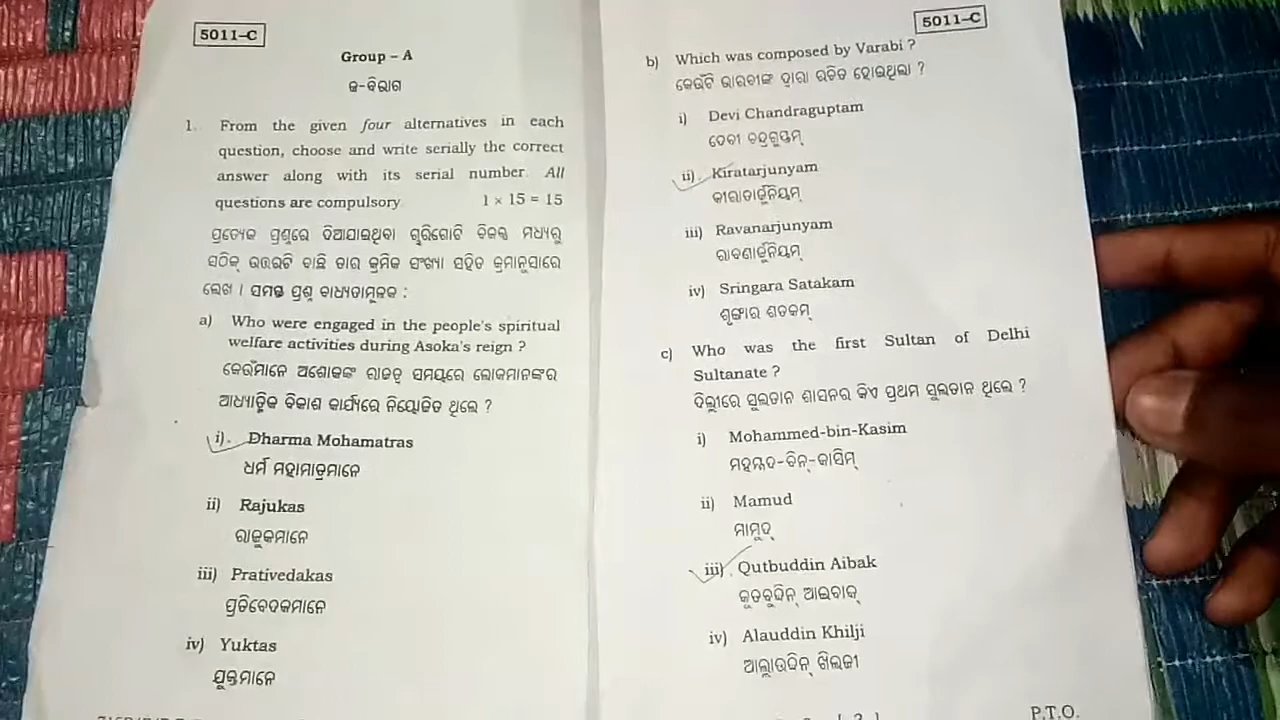 5011-C
Group - A
କ-ବିଭାଗ
1. From the given four alternatives in each
question, choose and write serially the correct
answer along with its serial number. All
questions are compulsory. 1 × 15 = 15
ପ୍ରତ୍ୟେକ ପ୍ରଶ୍ନରେ ଦିଆଯାଇଥିବା ଚାରିଗୋଟି ବିକଳ୍ପ ମଧ୍ୟରୁ
ସଠିକ୍ ଉତ୍ତରଟି ବାଛି ତାର କ୍ରମିକ ସଂଖ୍ୟା ସହିତ କ୍ରମାନୁସାରେ
ଲେଖ । ସମସ୍ତ ପ୍ରଶ୍ନ ବାଧ୍ୟତାମୂଳକ :
a) Who were engaged in the people's spiritual
welfare activities during Asoka's reign ?
କେଉଁମାନେ ଅଶୋକଙ୍କ ରାଜତ୍ଵ ସମୟରେ ଲୋକମାନଙ୍କର
ଆଧ୍ୟାତ୍ମିକ ବିକାଶ କାର୍ଯ୍ୟରେ ନିୟୋଜିତ ଥିଲେ ?
i) Dharma Mohamatras
ଧର୍ମ ମହାମାତ୍ରମାନେ
ii) Rajukas
ରାଜୁକମାନେ
iii) Prativedakas
ପ୍ରତିବେଦକମାନେ
iv) Yuktas
ଯୁକ୍ତମାନେ
5011-C
b) Which was composed by Varabi ?
କେଉଁଟି ଭାରବୀଙ୍କ ଦ୍ୱାରା ରଚିତ ହୋଇଥିଲା ?
i) Devi Chandraguptam
ଦେବୀ ଚନ୍ଦ୍ରଗୁପ୍ତମ୍
ii) Kiratarjunyam
କୀରାତାର୍ଜୁନିୟମ୍
iii) Ravanarjunyam
ରାବଣାର୍ଜୁନିୟମ୍
iv) Sringara Satakam
ଶୃଙ୍ଗାର ଶତକମ୍
c) Who was the first Sultan of Delhi
Sultanate ?
ଦିଲ୍ଲୀରେ ସୁଲତାନ ଶାସନର କିଏ ପ୍ରଥମ ସୁଲତାନ ଥିଲେ ?
i) Mohammed-bin-Kasim
ମହମ୍ମଦ-ବିନ୍-କାସିମ୍
ii) Mamud
ମାମୁଦ୍
iii) Qutbuddin Aibak
କୁତବୁଦ୍ଦିନ୍ ଆଇବାକ୍
iv) Alauddin Khilji
ଆଲ୍ଲାଉଦ୍ଦିନ୍ ଖିଲଜୀ
P.T.O.